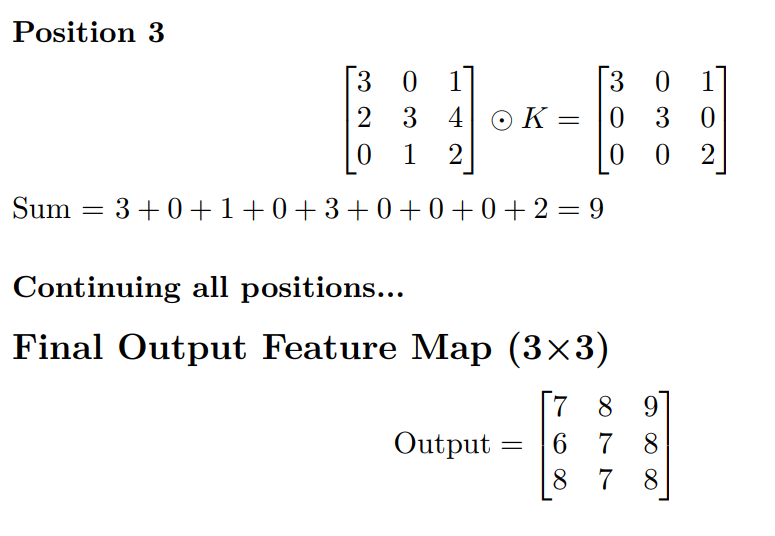 Position 3
[3 0 1
2 3 4
0 1 2] ⊙ K = [3 0 1
0 3 0
0 0 2]
Sum = 3 + 0 + 1 + 0 + 3 + 0 + 0 + 0 + 2 = 9
Continuing all positions...
Final Output Feature Map (3×3)
Output = [7 8 9
6 7 8
8 7 8]